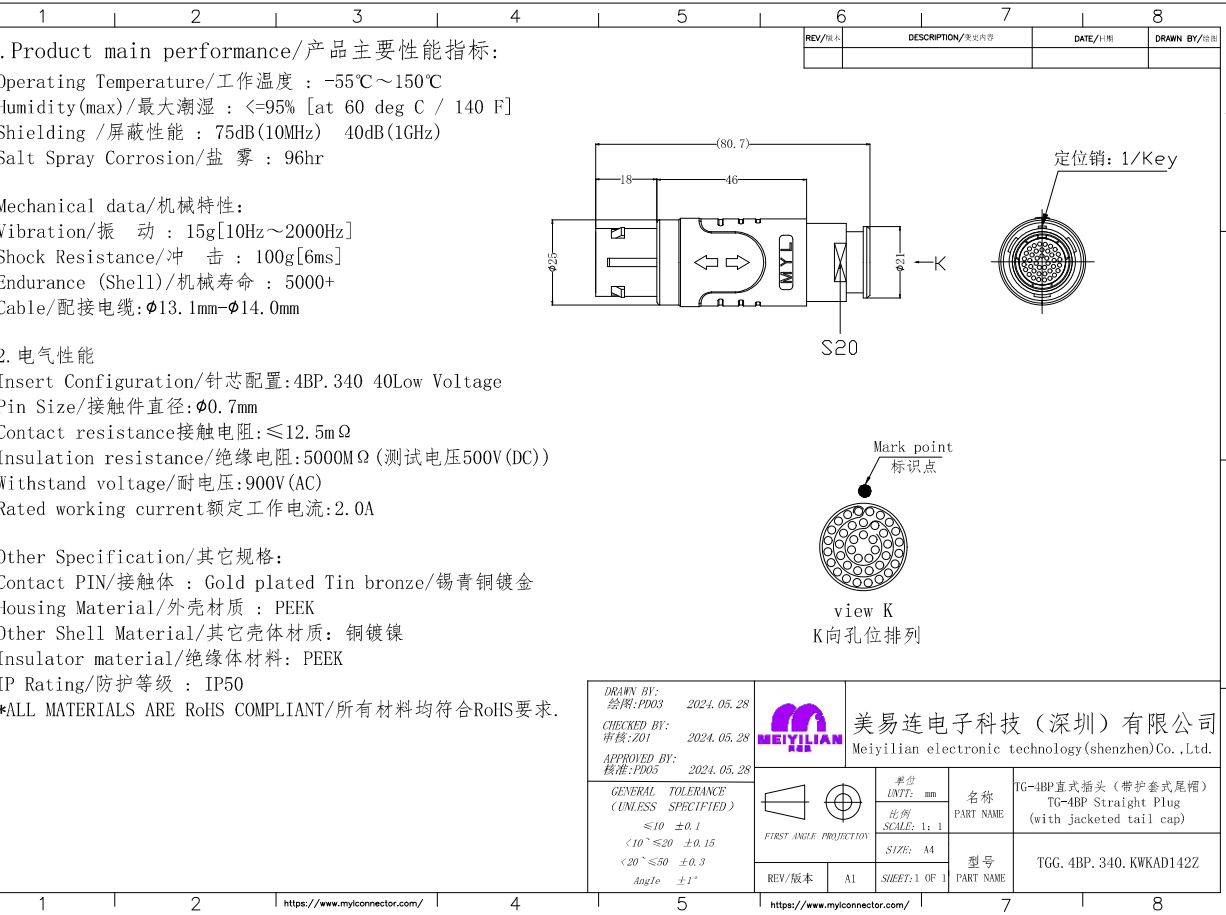 1 2 3 4 5 6 7 8
.Product main performance/产品主要性能指标:
Operating Temperature/工作温度 : -55℃～150℃
Humidity(max)/最大潮湿 : <=95% [at 60 deg C / 140 F]
Shielding /屏蔽性能 : 75dB(10MHz) 40dB(1GHz)
Salt Spray Corrosion/盐 雾 : 96hr
Mechanical data/机械特性:
Vibration/振 动 : 15g[10Hz～2000Hz]
Shock Resistance/冲 击 : 100g[6ms]
Endurance (Shell)/机械寿命 : 5000+
Cable/配接电缆:Φ13.1mm-Φ14.0mm
2.电气性能
Insert Configuration/针芯配置:4BP.340 40Low Voltage
Pin Size/接触件直径:Φ0.7mm
Contact resistance接触电阻:≤12.5mΩ
Insulation resistance/绝缘电阻:5000MΩ(测试电压500V(DC))
Withstand voltage/耐电压:900V(AC)
Rated working current额定工作电流:2.0A
Other Specification/其它规格:
Contact PIN/接触体 : Gold plated Tin bronze/锡青铜镀金
Housing Material/外壳材质 : PEEK
Other Shell Material/其它壳体材质: 铜镀镍
Insulator material/绝缘体材料: PEEK
IP Rating/防护等级 : IP50
*ALL MATERIALS ARE RoHS COMPLIANT/所有材料均符合RoHS要求.
REV/版本 DESCRIPTION/变更内容 DATE/日期 DRAWN BY/绘图
(80.7)
18 46
Φ25
MYL
Φ21
K
S20
定位销: 1/Key
Mark point
标识点
view K
K向孔位排列
DRAWN BY:
绘图:PD03 2024.05.28
CHECKED BY:
审核:Z01 2024.05.28
APPROVED BY:
核准:PD05 2024.05.28
GENERAL TOLERANCE
(UNLESS SPECIFIED)
≤10 ±0.1
<10~≤20 ±0.15
<20~≤50 ±0.3
Angle ±1°
MEIYILIAN
美易连
美易连电子科技（深圳）有限公司
Meiyilian electronic technology(shenzhen)Co.,Ltd.
FIRST ANGLE PROJECTION
REV/版本 A1
单位
UNTT: mm
比例
SCALE: 1: 1
SIZE: A4
SHEET:1 OF 1
名称
PART NAME
TG-4BP直式插头（带护套式尾帽）
TG-4BP Straight Plug
(with jacketed tail cap)
型号
PART NAME
TGG.4BP.340.KWKAD142Z
1 2 https://www.mylconnector.com/ 4 5 https://www.mylconnector.com/ 7 8